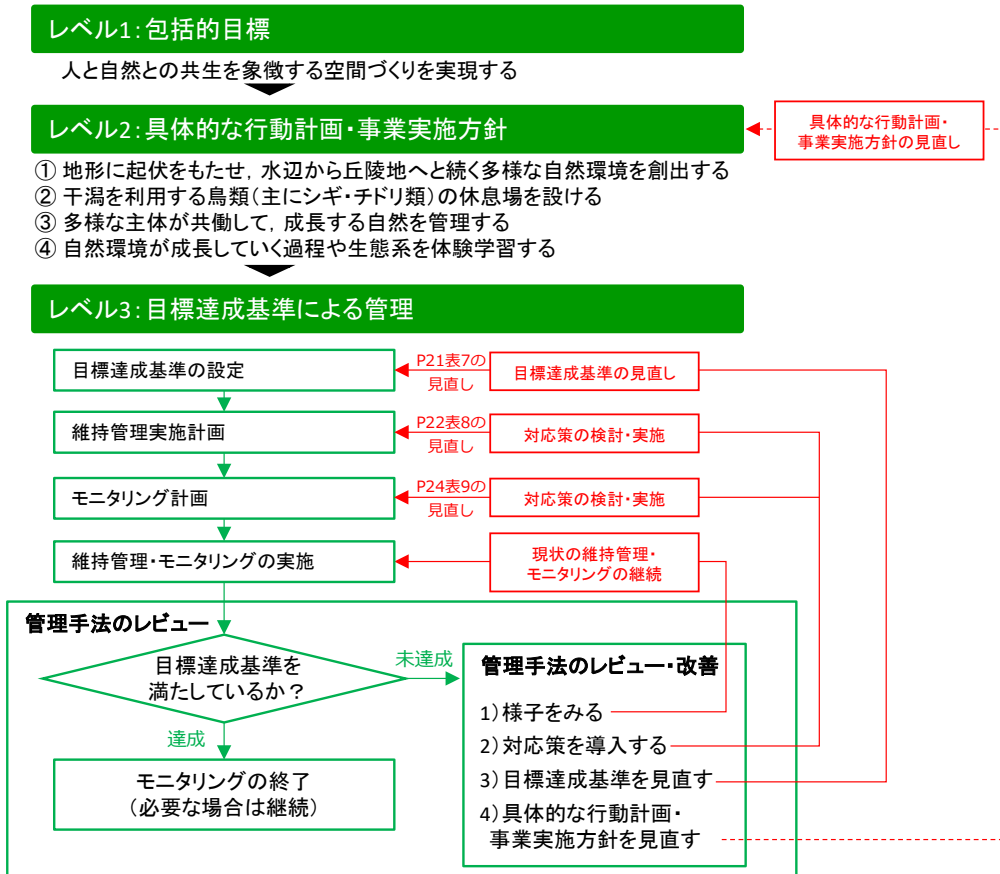 レベル1:包括的目標
人と自然との共生を象徴する空間づくりを実現する
レベル2:具体的な行動計画・事業実施方針
具体的な行動計画・
事業実施方針の見直し
① 地形に起伏をもたせ，水辺から丘陵地へと続く多様な自然環境を創出する
② 干潟を利用する鳥類（主にシギ・チドリ類）の休息場を設ける
③ 多様な主体が共働して，成長する自然を管理する
④ 自然環境が成長していく過程や生態系を体験学習する
レベル3:目標達成基準による管理
目標達成基準の設定
P21表7の
見直し
目標達成基準の見直し
維持管理実施計画
P22表8の
見直し
対応策の検討・実施
モニタリング計画
P24表9の
見直し
対応策の検討・実施
維持管理・モニタリングの実施
現状の維持管理・
モニタリングの継続
管理手法のレビュー
目標達成基準を
満たしているか？
未達成
達成
モニタリングの終了
（必要な場合は継続）
管理手法のレビュー・改善
1）様子をみる
2）対応策を導入する
3）目標達成基準を見直す
4）具体的な行動計画・
事業実施方針を見直す